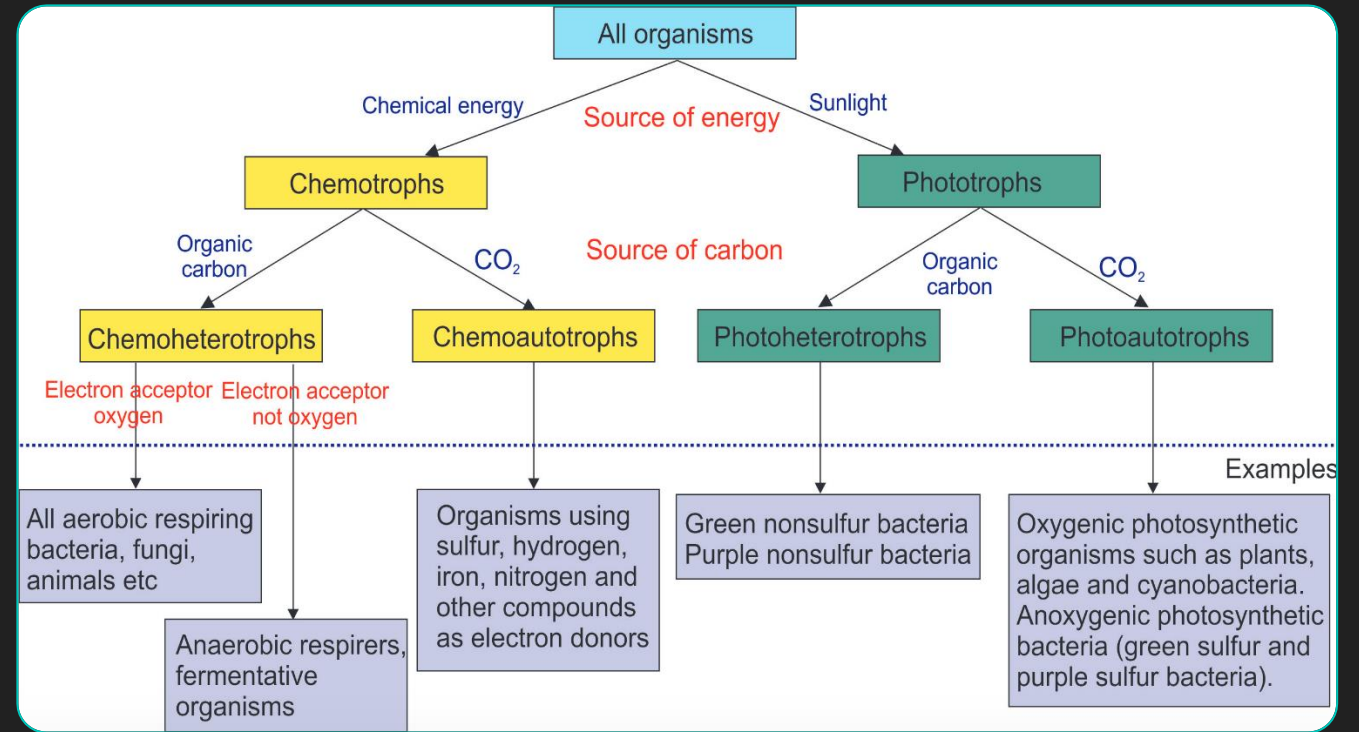 All organisms
Chemical energy
Source of energy
Sunlight
Chemotrophs
Phototrophs
Organic
carbon
CO₂
Source of carbon
Organic
carbon
CO₂
Chemoheterotrophs
Chemoautotrophs
Photoheterotrophs
Photoautotrophs
Electron acceptor
oxygen
Electron acceptor
not oxygen
Examples
All aerobic respiring
bacteria, fungi,
animals etc
Anaerobic respirers,
fermentative
organisms
Organisms using
sulfur, hydrogen,
iron, nitrogen and
other compounds
as electron donors
Green nonsulfur bacteria
Purple nonsulfur bacteria
Oxygenic photosynthetic
organisms such as plants,
algae and cyanobacteria.
Anoxygenic photosynthetic
bacteria (green sulfur and
purple sulfur bacteria).